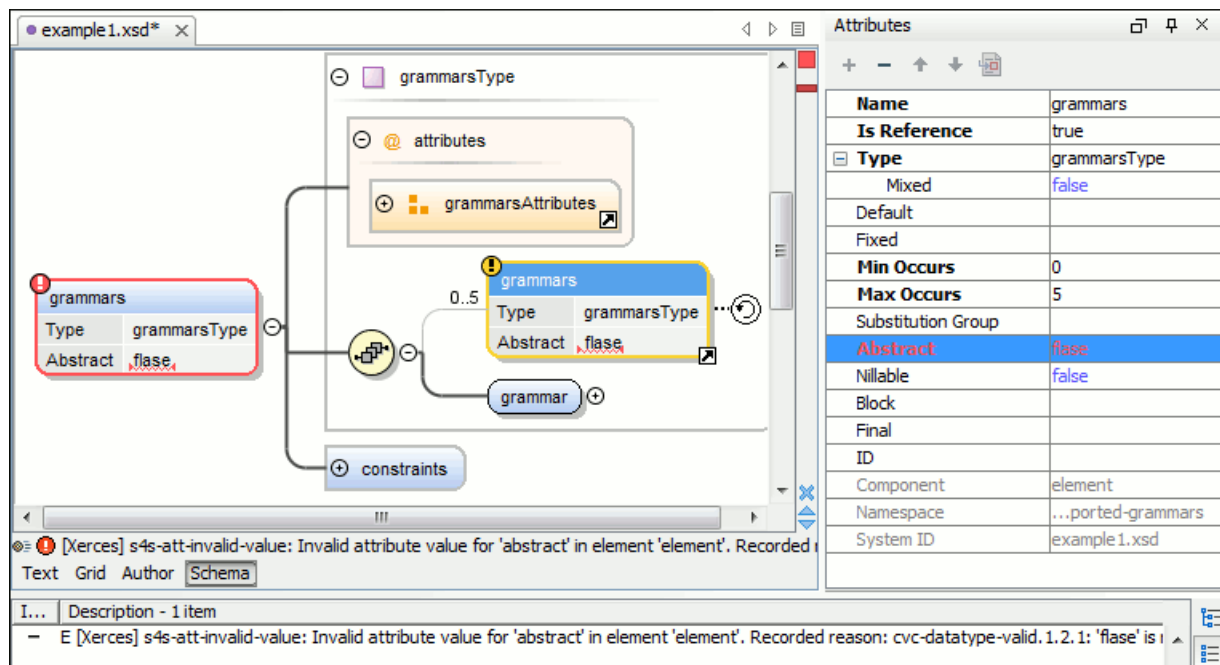 example1.xsd*
grammarsType
@ attributes
grammarsAttributes
grammars
Type grammarsType
Abstract flase
0..5
grammars
Type grammarsType
Abstract flase
grammar
constraints
[Xerces] s4s-att-invalid-value: Invalid attribute value for 'abstract' in element 'element'. Recorded
Text Grid Author Schema
Attributes
Name grammars
Is Reference true
Type grammarsType
Mixed false
Default
Fixed
Min Occurs 0
Max Occurs 5
Substitution Group
Abstract flase
Nillable false
Block
Final
ID
Component element
Namespace ...ported-grammars
System ID example1.xsd
I... Description - 1 item
E [Xerces] s4s-att-invalid-value: Invalid attribute value for 'abstract' in element 'element'. Recorded reason: cvc-datatype-valid.1.2.1: 'flase' is